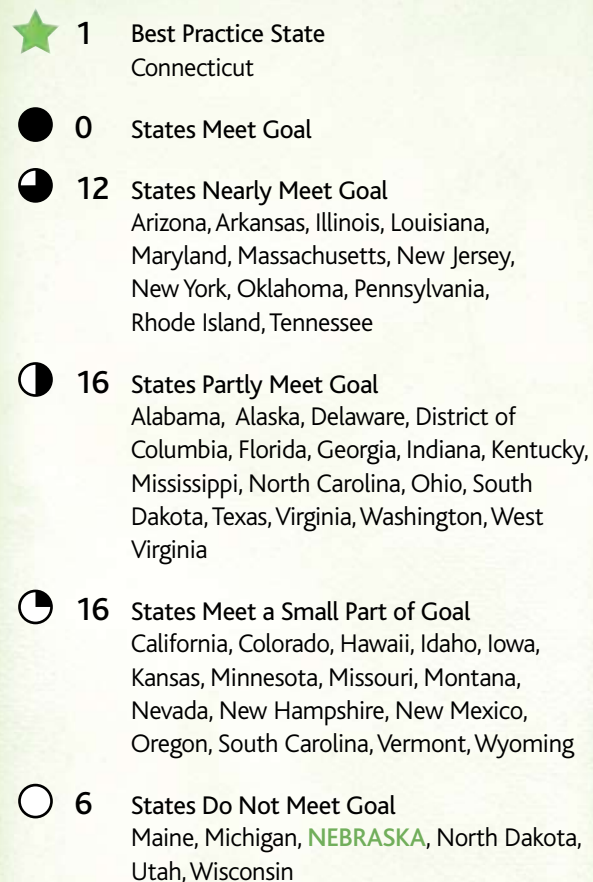 1 Best Practice State
Connecticut
0 States Meet Goal
12 States Nearly Meet Goal
Arizona, Arkansas, Illinois, Louisiana,
Maryland, Massachusetts, New Jersey,
New York, Oklahoma, Pennsylvania,
Rhode Island, Tennessee
16 States Partly Meet Goal
Alabama, Alaska, Delaware, District of
Columbia, Florida, Georgia, Indiana, Kentucky,
Mississippi, North Carolina, Ohio, South
Dakota, Texas, Virginia, Washington, West
Virginia
16 States Meet a Small Part of Goal
California, Colorado, Hawaii, Idaho, Iowa,
Kansas, Minnesota, Missouri, Montana,
Nevada, New Hampshire, New Mexico,
Oregon, South Carolina, Vermont, Wyoming
6 States Do Not Meet Goal
Maine, Michigan, NEBRASKA, North Dakota,
Utah, Wisconsin